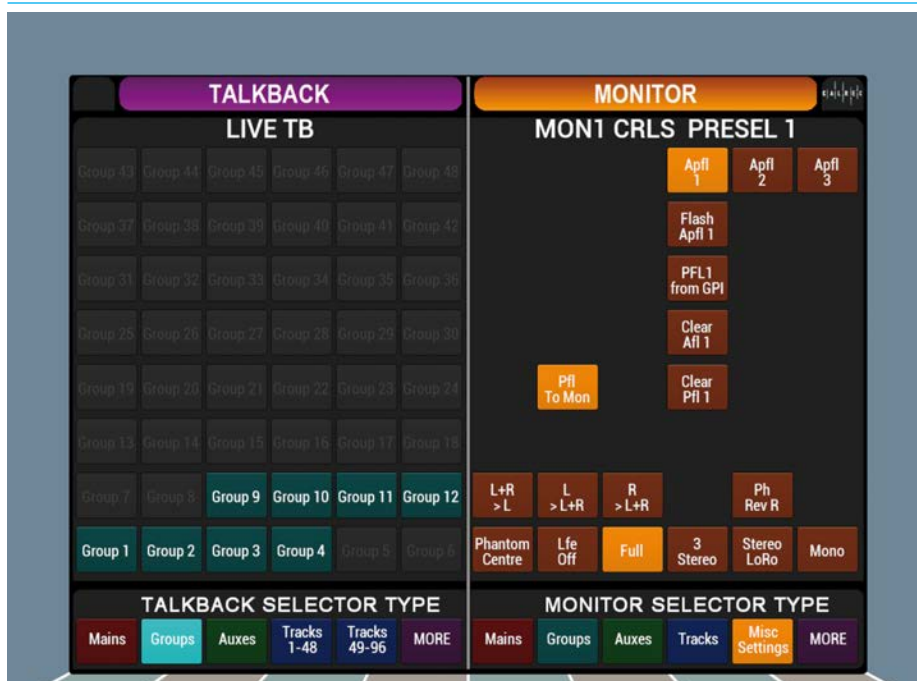 TALKBACK
MONITOR
CALREC
LIVE TB
MON1 CRLS PRESEL 1
Group 43 Group 44 Group 45 Group 46 Group 47 Group 48
Apfl 1
Apfl 2
Apfl 3
Group 37 Group 38 Group 39 Group 40 Group 41 Group 42
Flash
Apfl 1
Group 31 Group 32 Group 33 Group 34 Group 35 Group 36
PFL1
from GPI
Group 25 Group 26 Group 27 Group 28 Group 29 Group 30
Clear
Afl 1
Group 19 Group 20 Group 21 Group 22 Group 23 Group 24
Pfl
To Mon
Clear
Pfl 1
Group 13 Group 14 Group 15 Group 16 Group 17 Group 18
Group 7 Group 8 Group 9 Group 10 Group 11 Group 12
L+R
>L
L
>L+R
R
>L+R
Ph
Rev R
Group 1 Group 2 Group 3 Group 4 Group 5 Group 6
Phantom
Centre
Lfe
Off
Full
3
Stereo
Stereo
LoRo
Mono
TALKBACK SELECTOR TYPE
Mains
Groups
Auxes
Tracks
1-48
Tracks
49-96
MORE
MONITOR SELECTOR TYPE
Mains
Groups
Auxes
Tracks
Misc
Settings
MORE